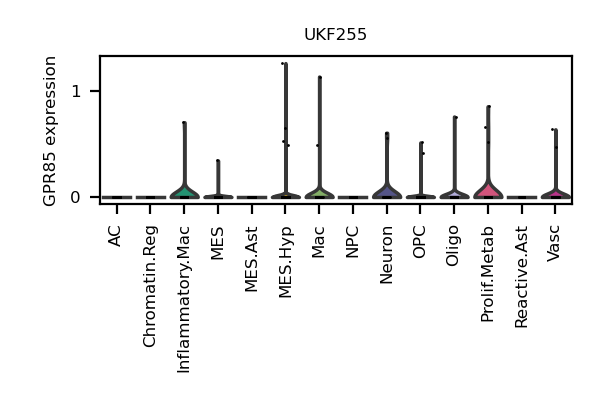 UKF255
GPR85 expression
1
0
AC
Chromatin.Reg
Inflammatory.Mac
MES
MES.Ast
MES.Hyp
Mac
NPC
Neuron
OPC
Oligo
Prolif.Metab
Reactive.Ast
Vasc